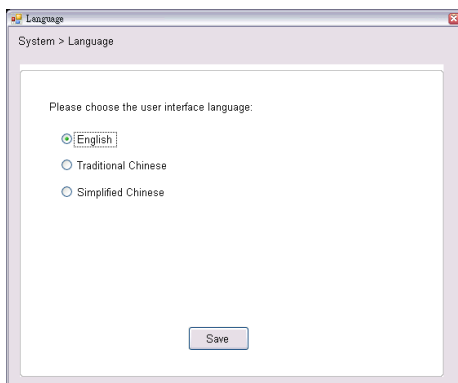 Language
System > Language
Please choose the user interface language:
English
Traditional Chinese
Simplified Chinese
Save